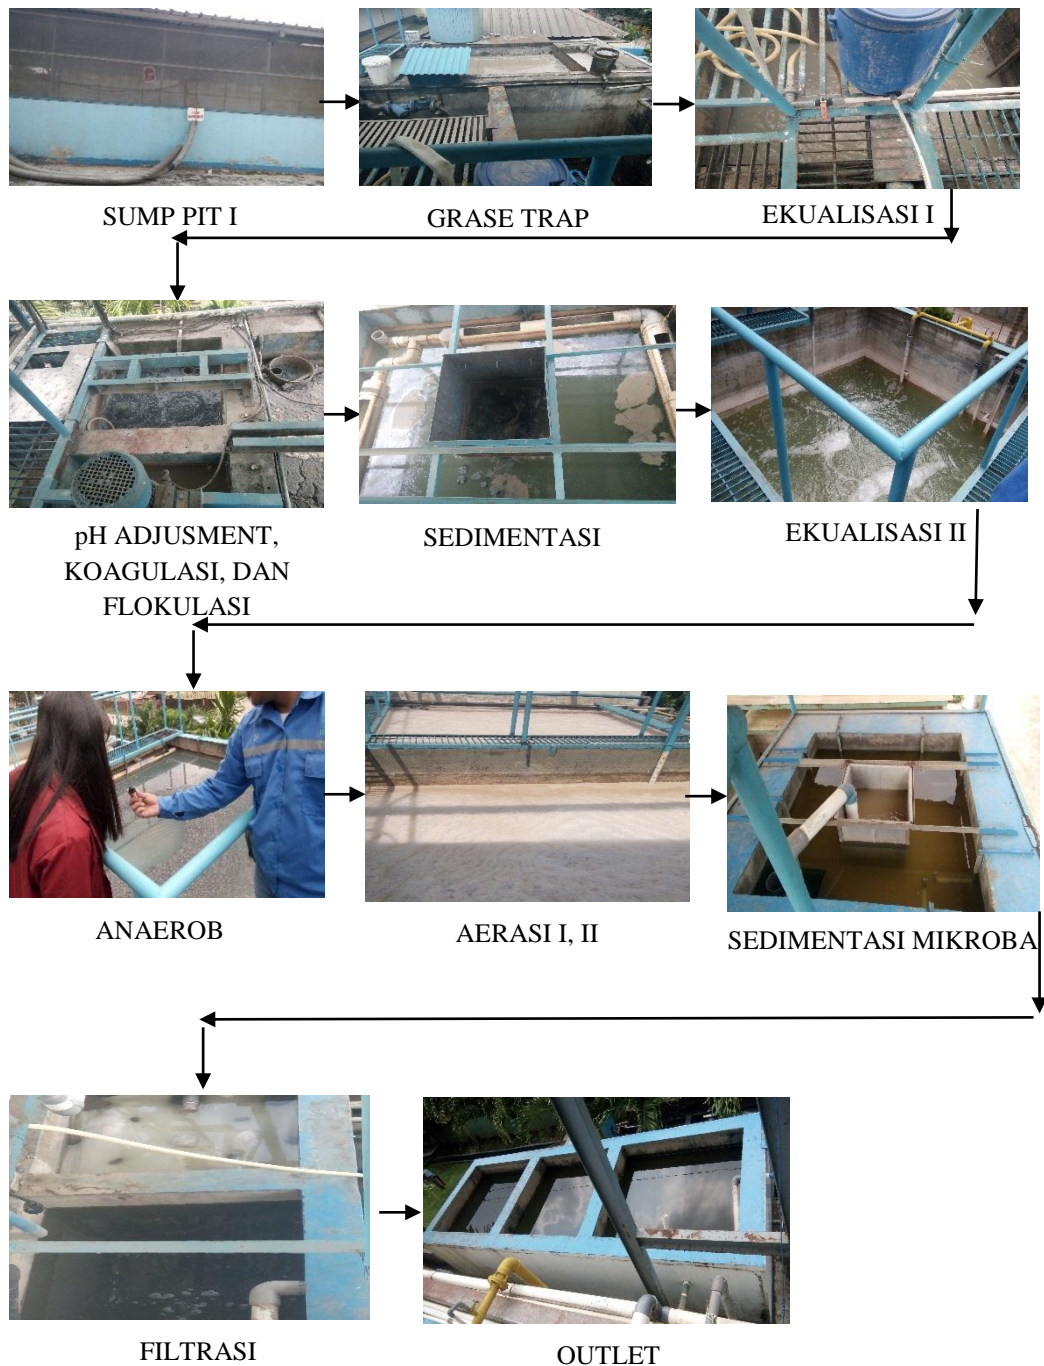 SUMP PIT I
GRASE TRAP
EKUALISASI I
pH ADJUSMENT,
KOAGULASI, DAN
FLOKULASI
SEDIMENTASI
EKUALISASI II
ANAEROB
AERASI I, II
SEDIMENTASI MIKROBA
FILTRASI
OUTLET